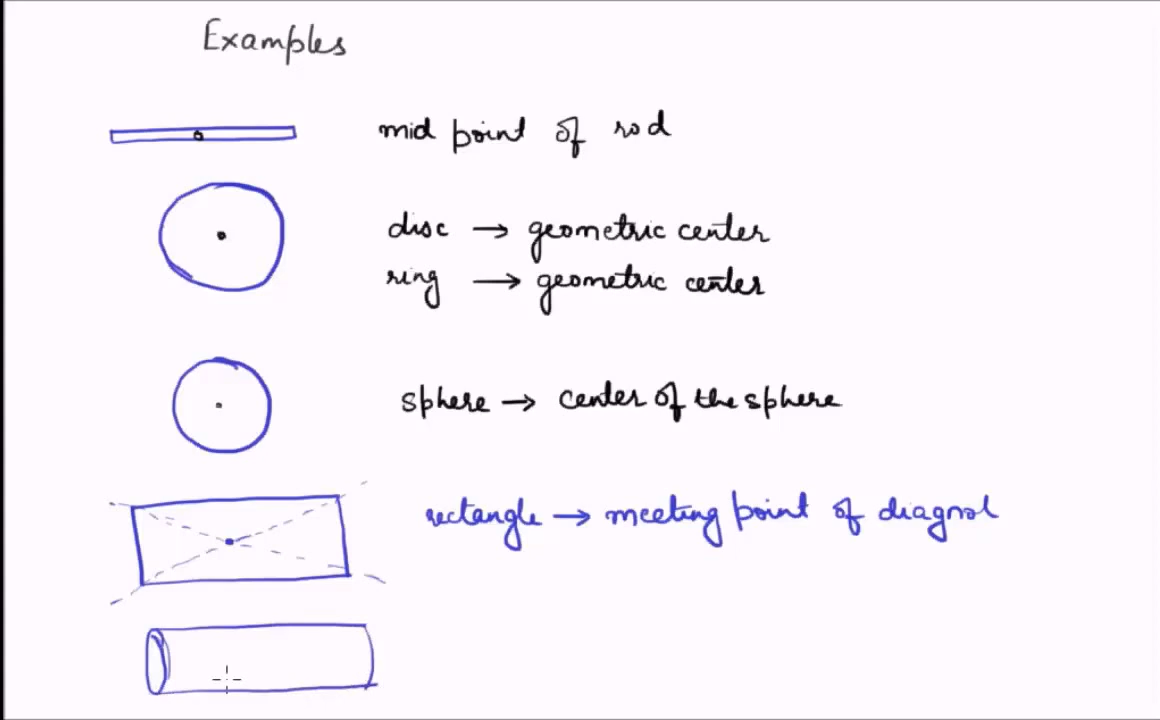 Examples
mid point of rod
disc → geometric center
ring → geometric center
sphere → center of the sphere
rectangle → meeting point of diagnol